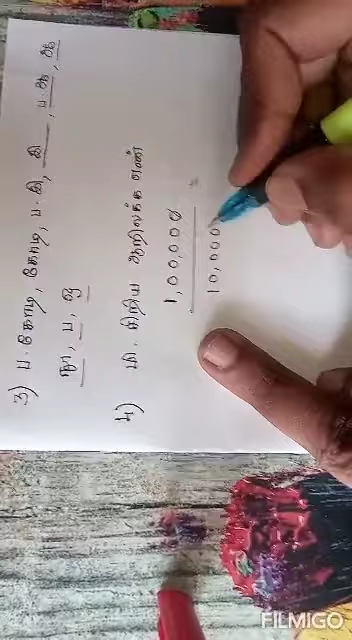 3) ப.கோடி, கோடி, ப.இ, இ, ப.ஆ, ஆ
நூ, ப, ஒ
4) மி. சிறிய ஆறிலக்க எண்
1,00,000
10,000
FILMIGO